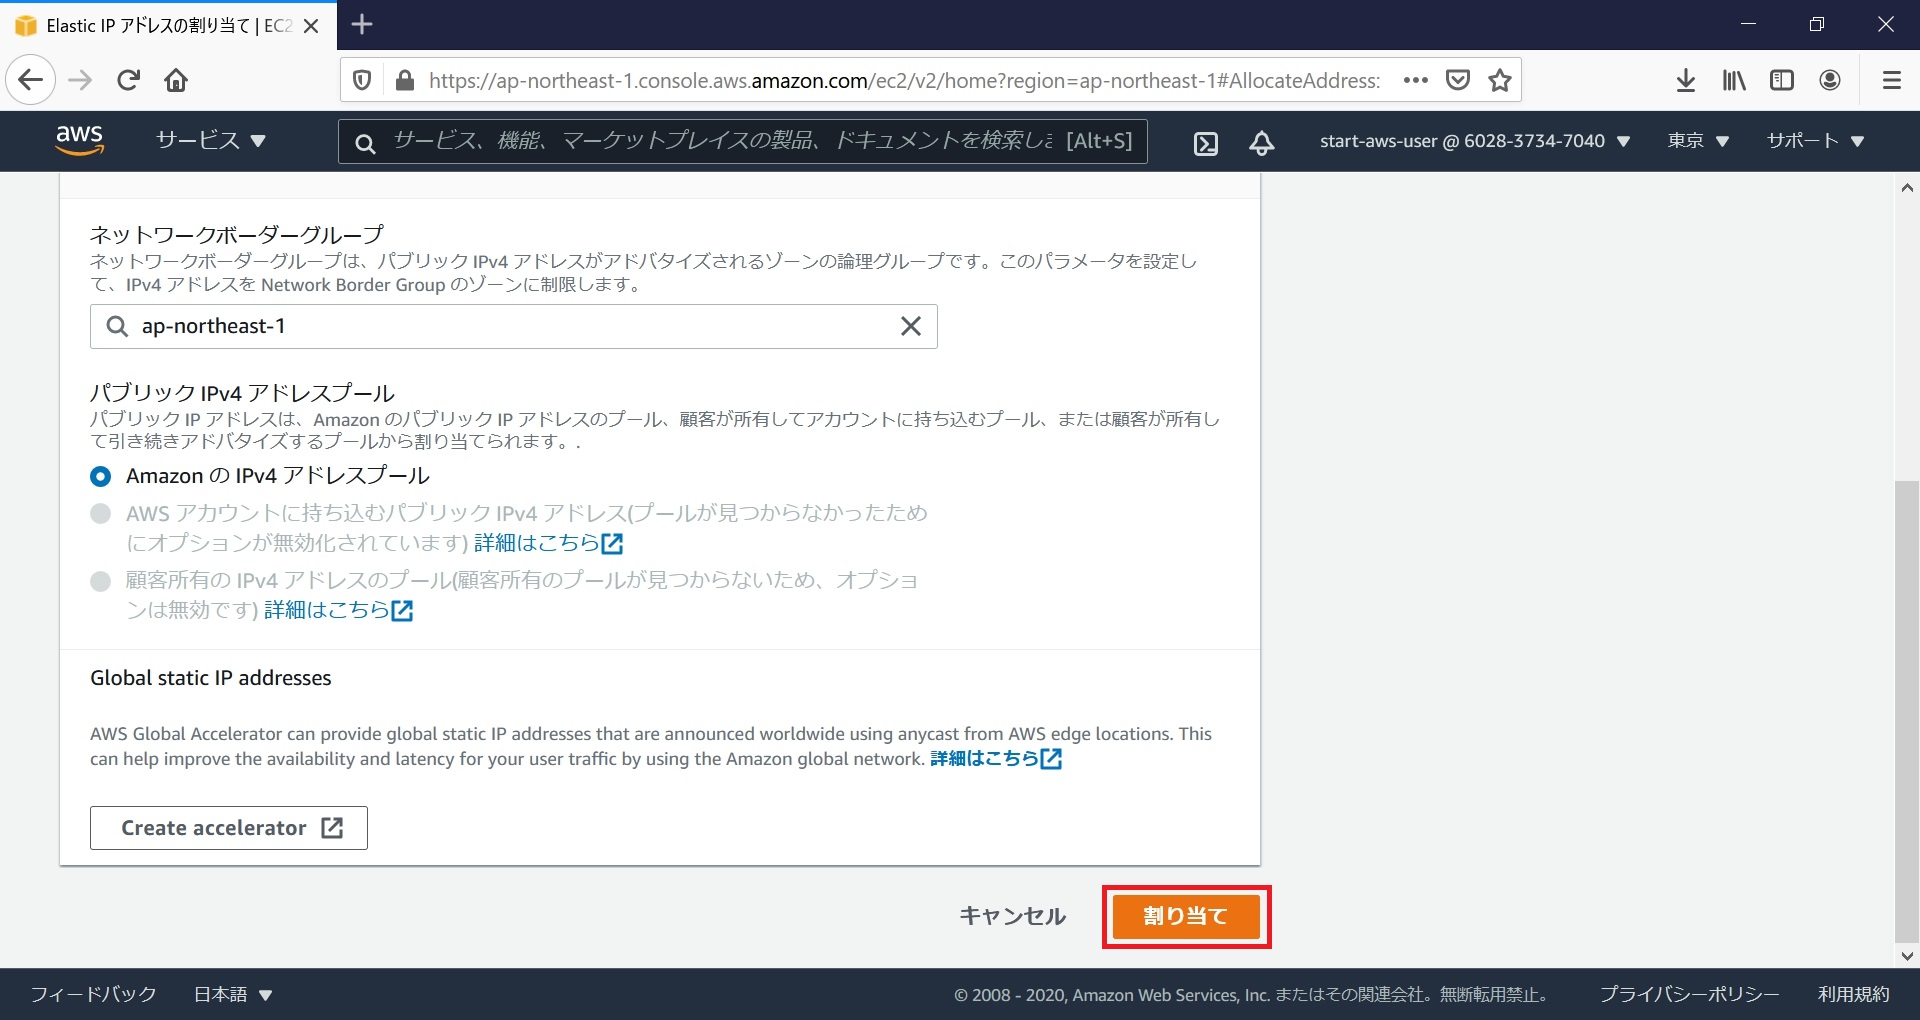 Elastic IP アドレスの割り当て | EC2
https://ap-northeast-1.console.aws.amazon.com/ec2/v2/home?region=ap-northeast-1#AllocateAddress:
aws サービス サービス、機能、マーケットプレイスの製品、ドキュメントを検索しま [Alt+S] start-aws-user @ 6028-3734-7040 東京 サポート
ネットワークボーダーグループ
ネットワークボーダーグループは、パブリック IPv4 アドレスがアドバタイズされるゾーンの論理グループです。このパラメータを設定し
て、IPv4 アドレスを Network Border Group のゾーンに制限します。
ap-northeast-1
パブリック IPv4 アドレスプール
パブリック IP アドレスは、Amazon のパブリック IP アドレスのプール、顧客が所有してアカウントに持ち込むプール、または顧客が所有し
て引き続きアドバタイズするプールから割り当てられます。.
Amazon の IPv4 アドレスプール
AWS アカウントに持ち込むパブリック IPv4 アドレス(プールが見つからなかったため
にオプションが無効化されています) 詳細はこちら
顧客所有の IPv4 アドレスのプール(顧客所有のプールが見つからないため、オプショ
ンは無効です) 詳細はこちら
Global static IP addresses
AWS Global Accelerator can provide global static IP addresses that are announced worldwide using anycast from AWS edge locations. This
can help improve the availability and latency for your user traffic by using the Amazon global network. 詳細はこちら
Create accelerator
キャンセル 割り当て
フィードバック 日本語 © 2008 - 2020, Amazon Web Services, Inc. またはその関連会社。無断転用禁止。 プライバシーポリシー 利用規約